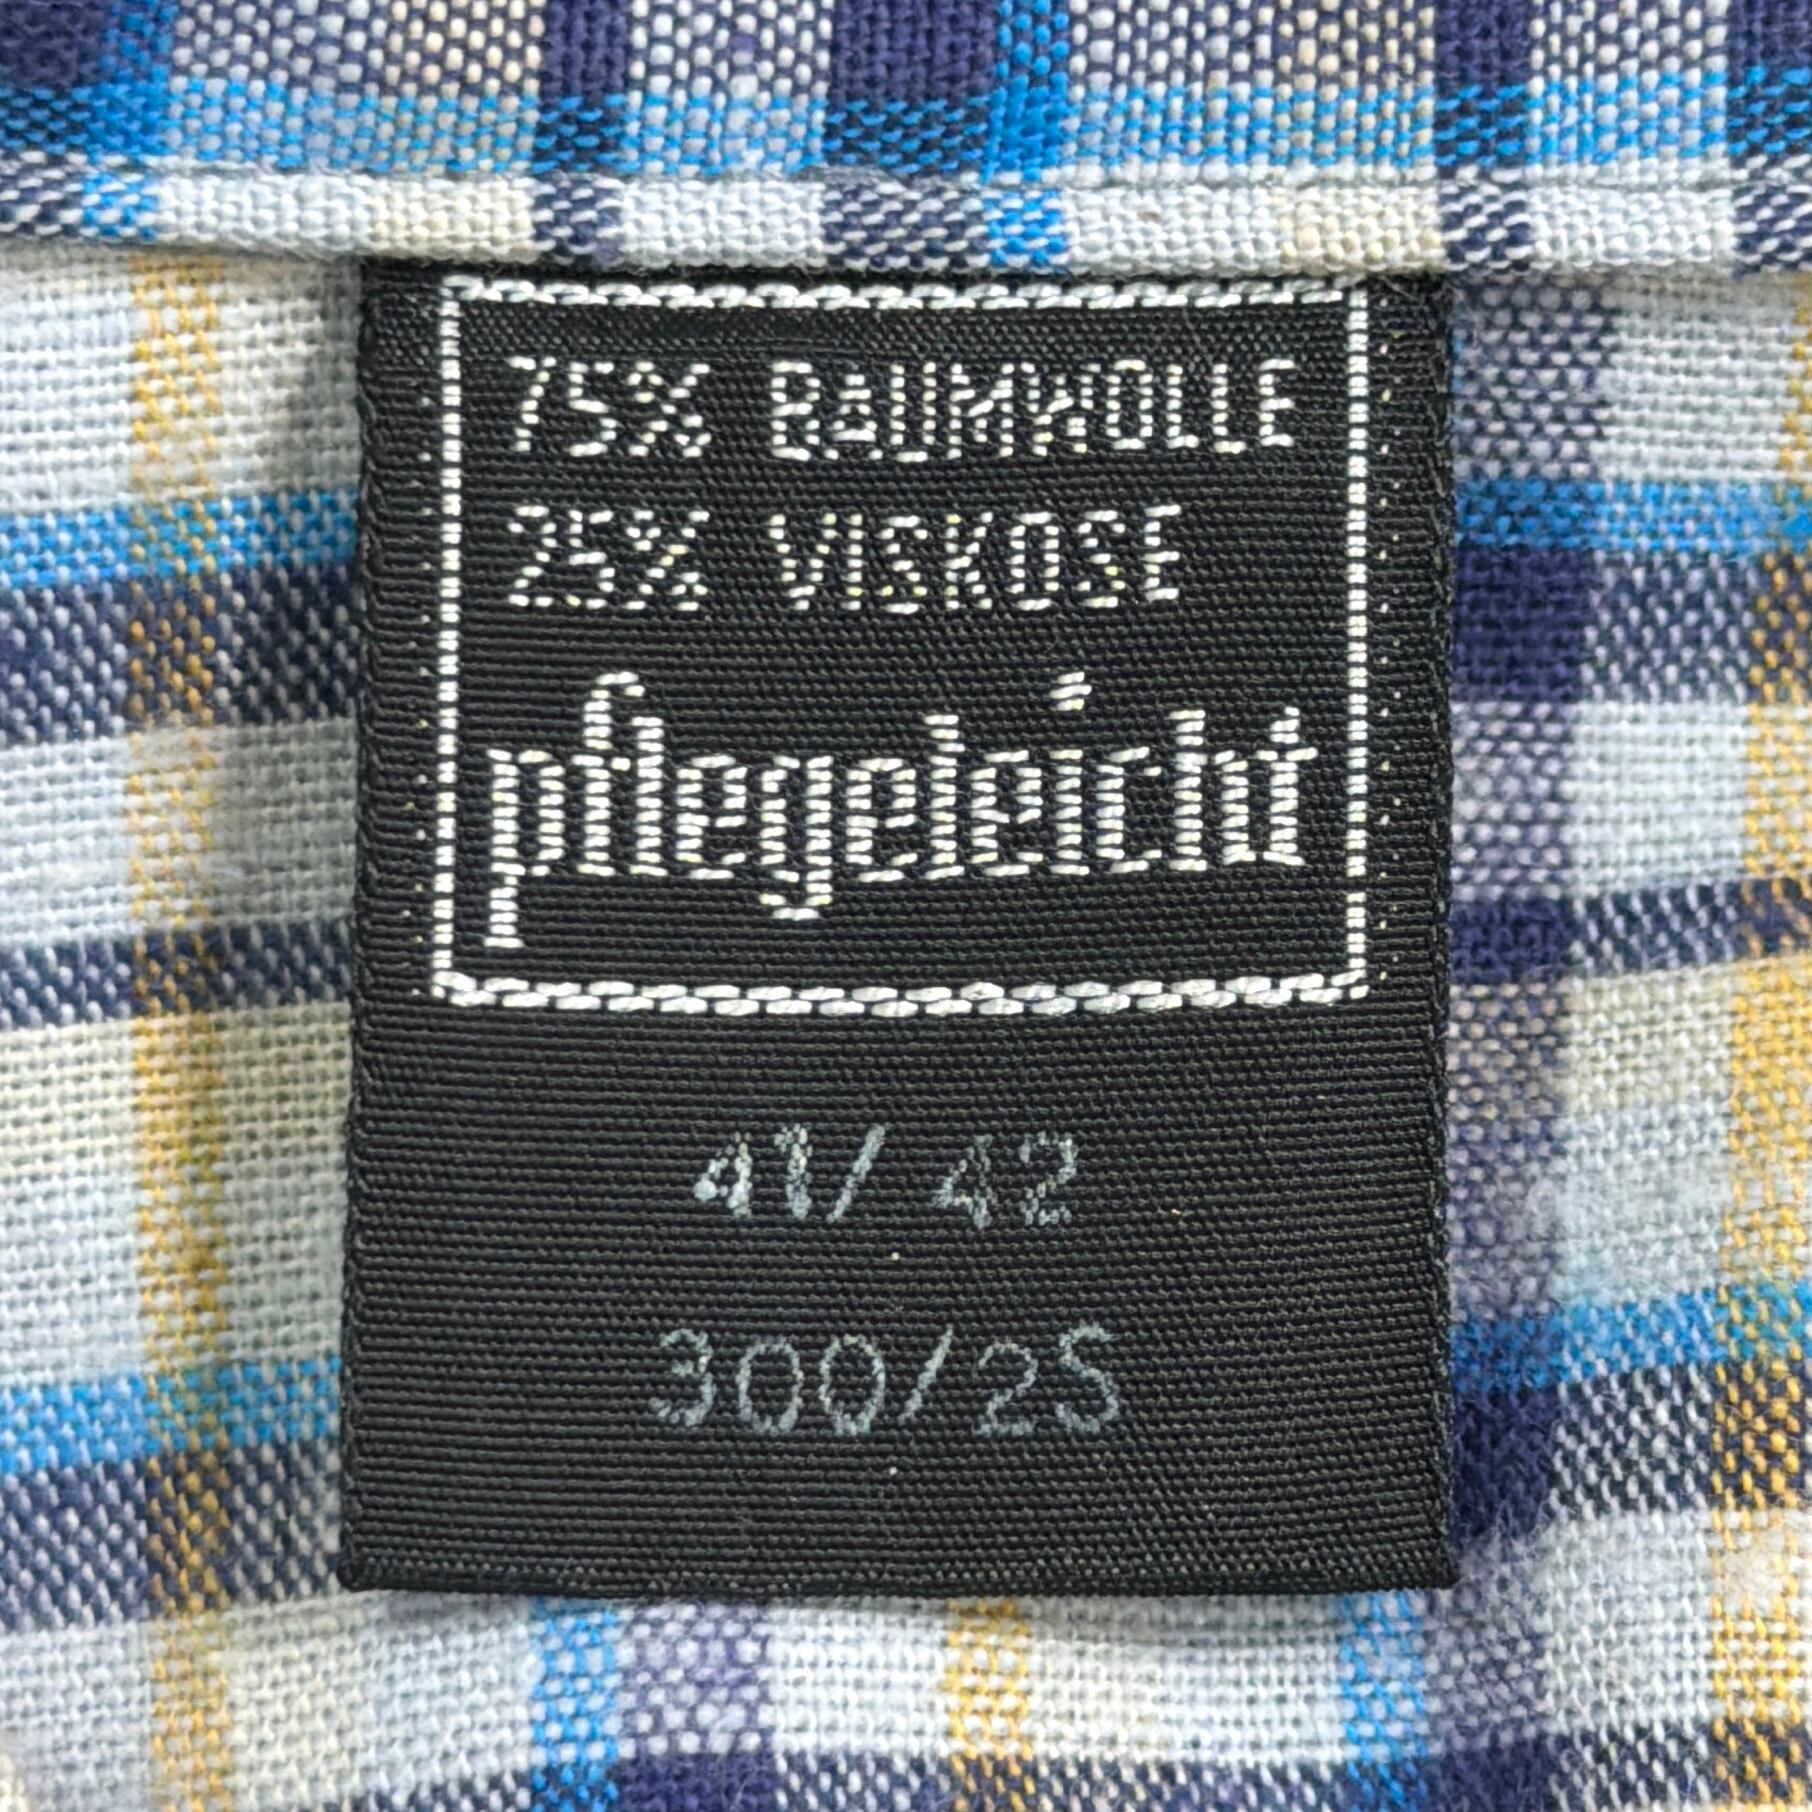 75% BAUMWOLLE
25% VISKOSE
pflegeleicht
41/42
300/25